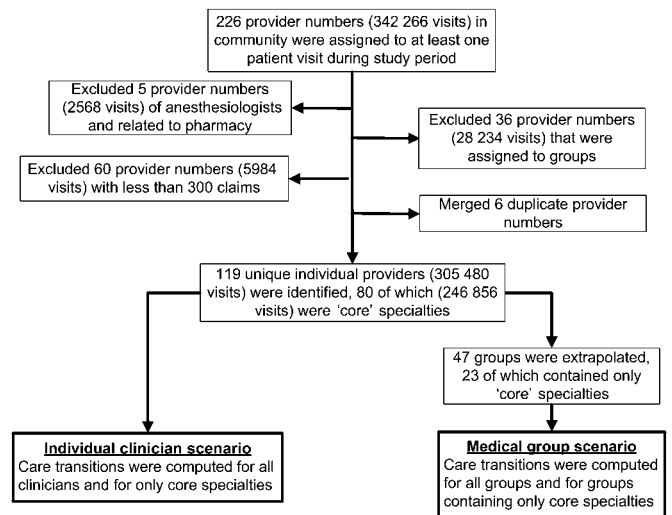 226 provider numbers (342 266 visits) in
community were assigned to at least one
patient visit during study period
Excluded 5 provider numbers
(2568 visits) of anesthesiologists
and related to pharmacy
Excluded 36 provider numbers
(28 234 visits) that were
assigned to groups
Excluded 60 provider numbers (5984
visits) with less than 300 claims
Merged 6 duplicate provider
numbers
119 unique individual providers (305 480
visits) were identified, 80 of which (246 856
visits) were 'core' specialties
47 groups were extrapolated,
23 of which contained only
'core' specialties
Individual clinician scenario
Care transitions were computed for all
clinicians and for only core specialties
Medical group scenario
Care transitions were computed
for all groups and for groups
containing only core specialties